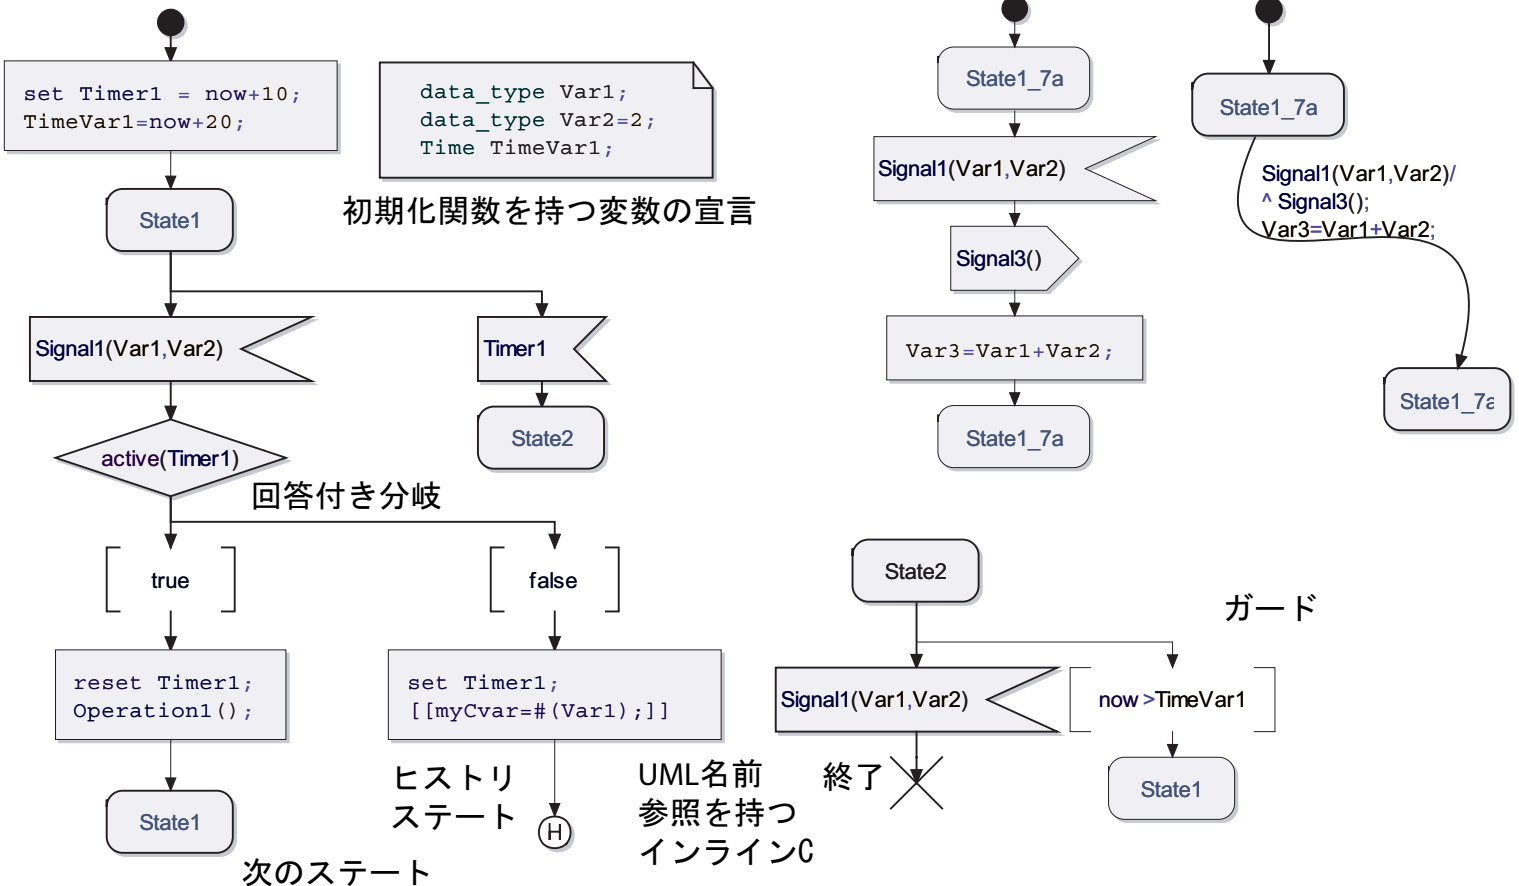 set Timer1 = now+10;
TimeVar1=now+20;
data_type Var1;
data_type Var2=2;
Time TimeVar1;
初期化関数を持つ変数の宣言
State1
Signal1(Var1,Var2)
Timer1
State2
active(Timer1)
回答付き分岐
true
false
reset Timer1;
Operation1();
set Timer1;
[[myCvar=#(Var1);]]
State1
次のステート
ヒストリ
ステート
H
UML名前
参照を持つ
インラインC
State1_7a
Signal1(Var1,Var2)
Signal3()
Var3=Var1+Var2;
State1_7a
State1_7a
Signal1(Var1,Var2)/
^ Signal3();
Var3=Var1+Var2;
State1_7a
State2
ガード
Signal1(Var1,Var2)
now >TimeVar1
終了
State1